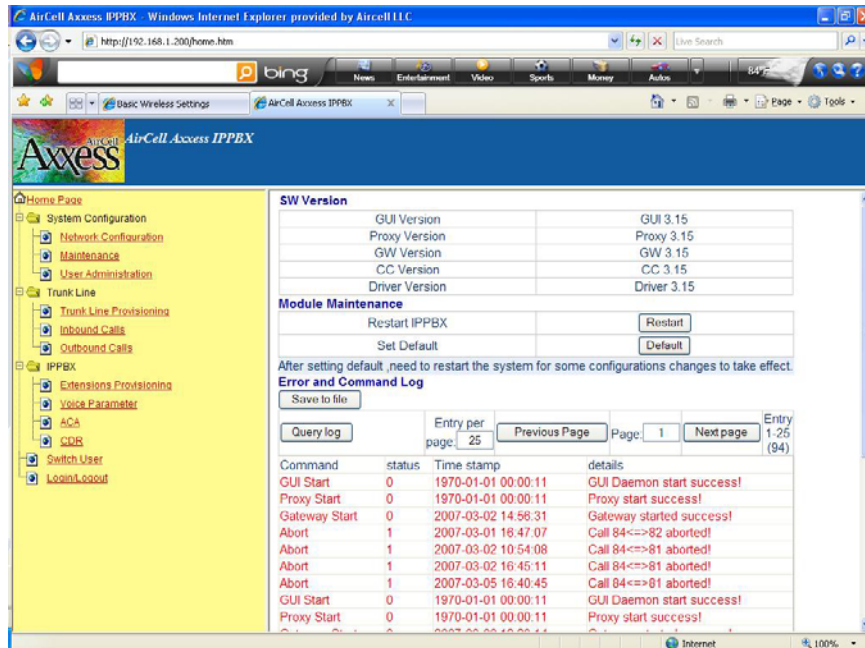 AirCell Axxess IPPBX - Windows Internet Explorer provided by Aircell LLC
http://192.168.1.200/home.htm
Live Search
bing
News
Entertainment
Video
Sports
Money
Autos
Basic Wireless Settings
AirCell Axxess IPPBX
Page
Tools
AirCell
Axxess
AirCell Axxess IPPBX
Home Page
System Configuration
Network Configuration
Maintenance
User Administration
Trunk Line
Trunk Line Provisioning
Inbound Calls
Outbound Calls
IPPBX
Extensions Provisioning
Voice Parameter
ACA
CDR
Switch User
Login/Logout
SW Version
GUI Version GUI 3.15
Proxy Version Proxy 3.15
GW Version GW 3.15
CC Version CC 3.15
Driver Version Driver 3.15
Module Maintenance
Restart IPPBX Restart
Set Default Default
After setting default ,need to restart the system for some configurations changes to take effect.
Error and Command Log
Save to file
Query log Entry per page: 25 Previous Page Page: 1 Next page Entry 1-25 (94)
Command status Time stamp details
GUI Start 0 1970-01-01 00:00:11 GUI Daemon start success!
Proxy Start 0 1970-01-01 00:00:11 Proxy start success!
Gateway Start 0 2007-03-02 14:56:31 Gateway started success!
Abort 1 2007-03-01 16:47:07 Call 84<=>82 aborted!
Abort 1 2007-03-02 10:54:08 Call 84<=>81 aborted!
Abort 1 2007-03-02 16:45:11 Call 84<=>81 aborted!
Abort 1 2007-03-05 16:40:45 Call 84<=>81 aborted!
GUI Start 0 1970-01-01 00:00:11 GUI Daemon start success!
Proxy Start 0 1970-01-01 00:00:11 Proxy start success!
Internet
100%